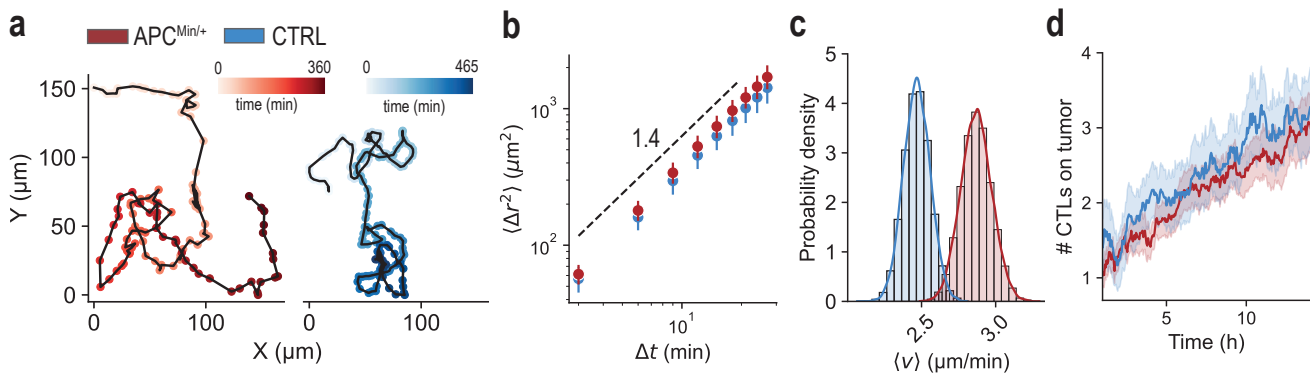 a
APC^Min/+ CTRL
0 360
time (min)
0 465
time (min)
150
100
50
0
Y (µm)
0 100 0 100
X (µm)
b
1.4
10³
10²
⟨Δr²⟩ (µm²)
10¹
Δt (min)
c
5
4
3
2
1
0
Probability density
2.5 3.0
⟨v⟩ (µm/min)
d
4
3
2
1
# CTLs on tumor
5 10
Time (h)